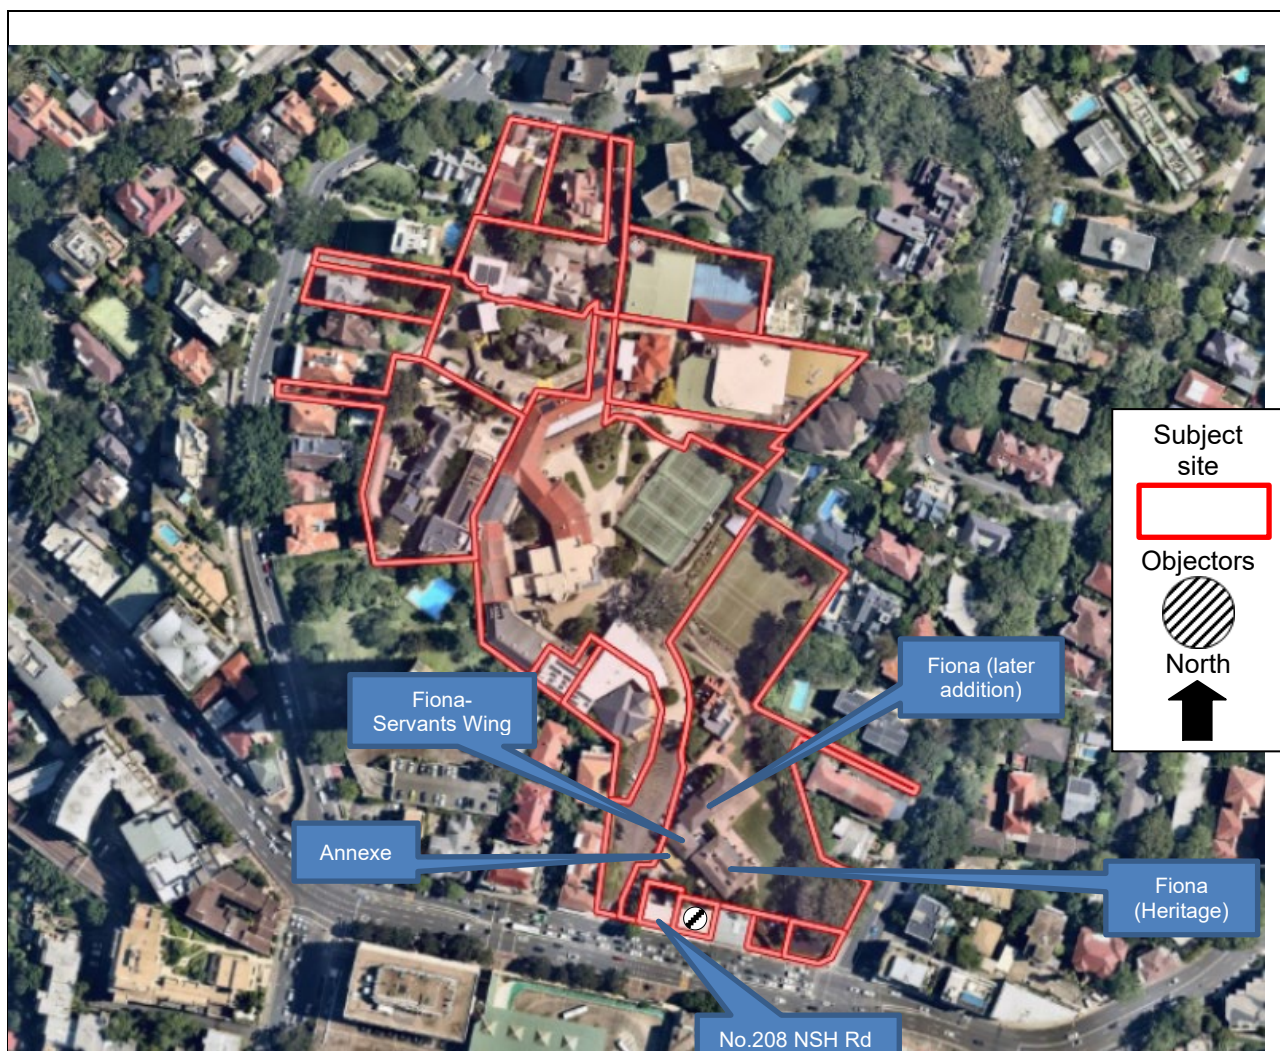 Subject
site
Objectors
North
Fiona (later
addition)
Fiona-
Servants Wing
Annexe
Fiona
(Heritage)
No.208 NSH Rd